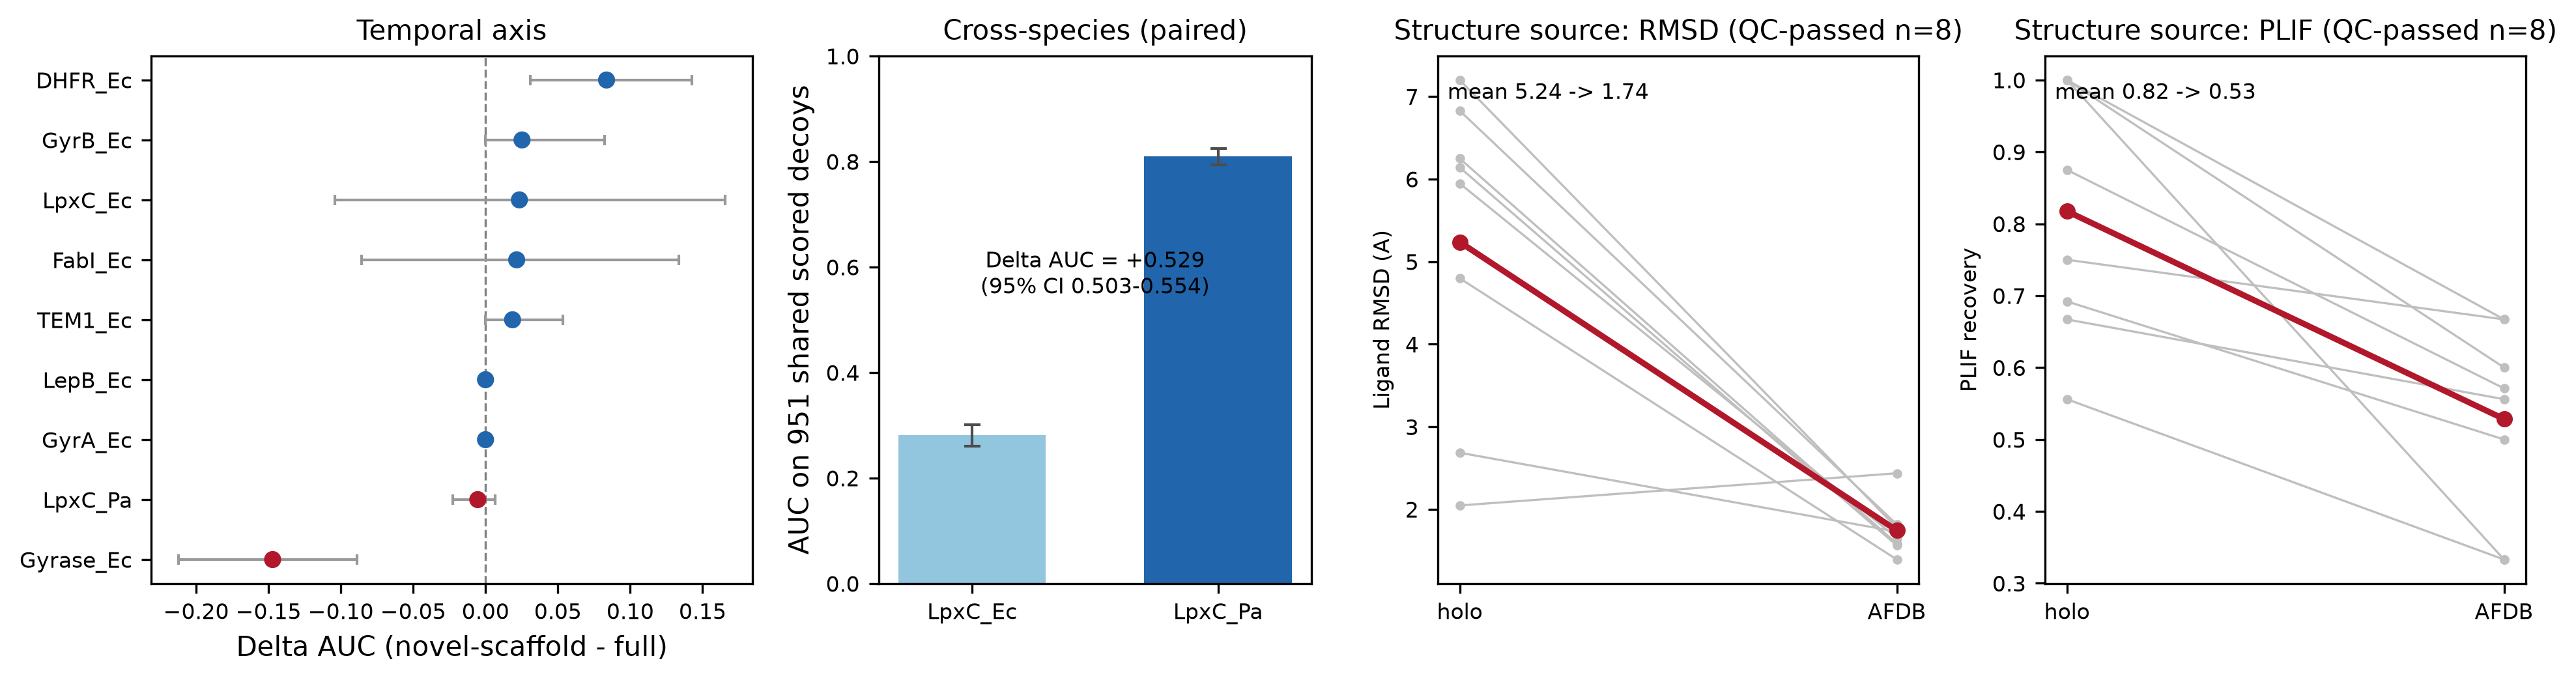 Temporal axis
DHFR_Ec
GyrB_Ec
LpxC_Ec
FabI_Ec
TEM1_Ec
LepB_Ec
GyrA_Ec
LpxC_Pa
Gyrase_Ec
−0.20 −0.15 −0.10 −0.05 0.00 0.05 0.10 0.15
Delta AUC (novel-scaffold - full)
Cross-species (paired)
AUC on 951 shared scored decoys
1.0
0.8
0.6
0.4
0.2
0.0
Delta AUC = +0.529
(95% CI 0.503-0.554)
LpxC_Ec LpxC_Pa
Structure source: RMSD (QC-passed n=8)
Ligand RMSD (A)
7
6
5
4
3
2
mean 5.24 -> 1.74
holo AFDB
Structure source: PLIF (QC-passed n=8)
PLIF recovery
1.0
0.9
0.8
0.7
0.6
0.5
0.4
0.3
mean 0.82 -> 0.53
holo AFDB